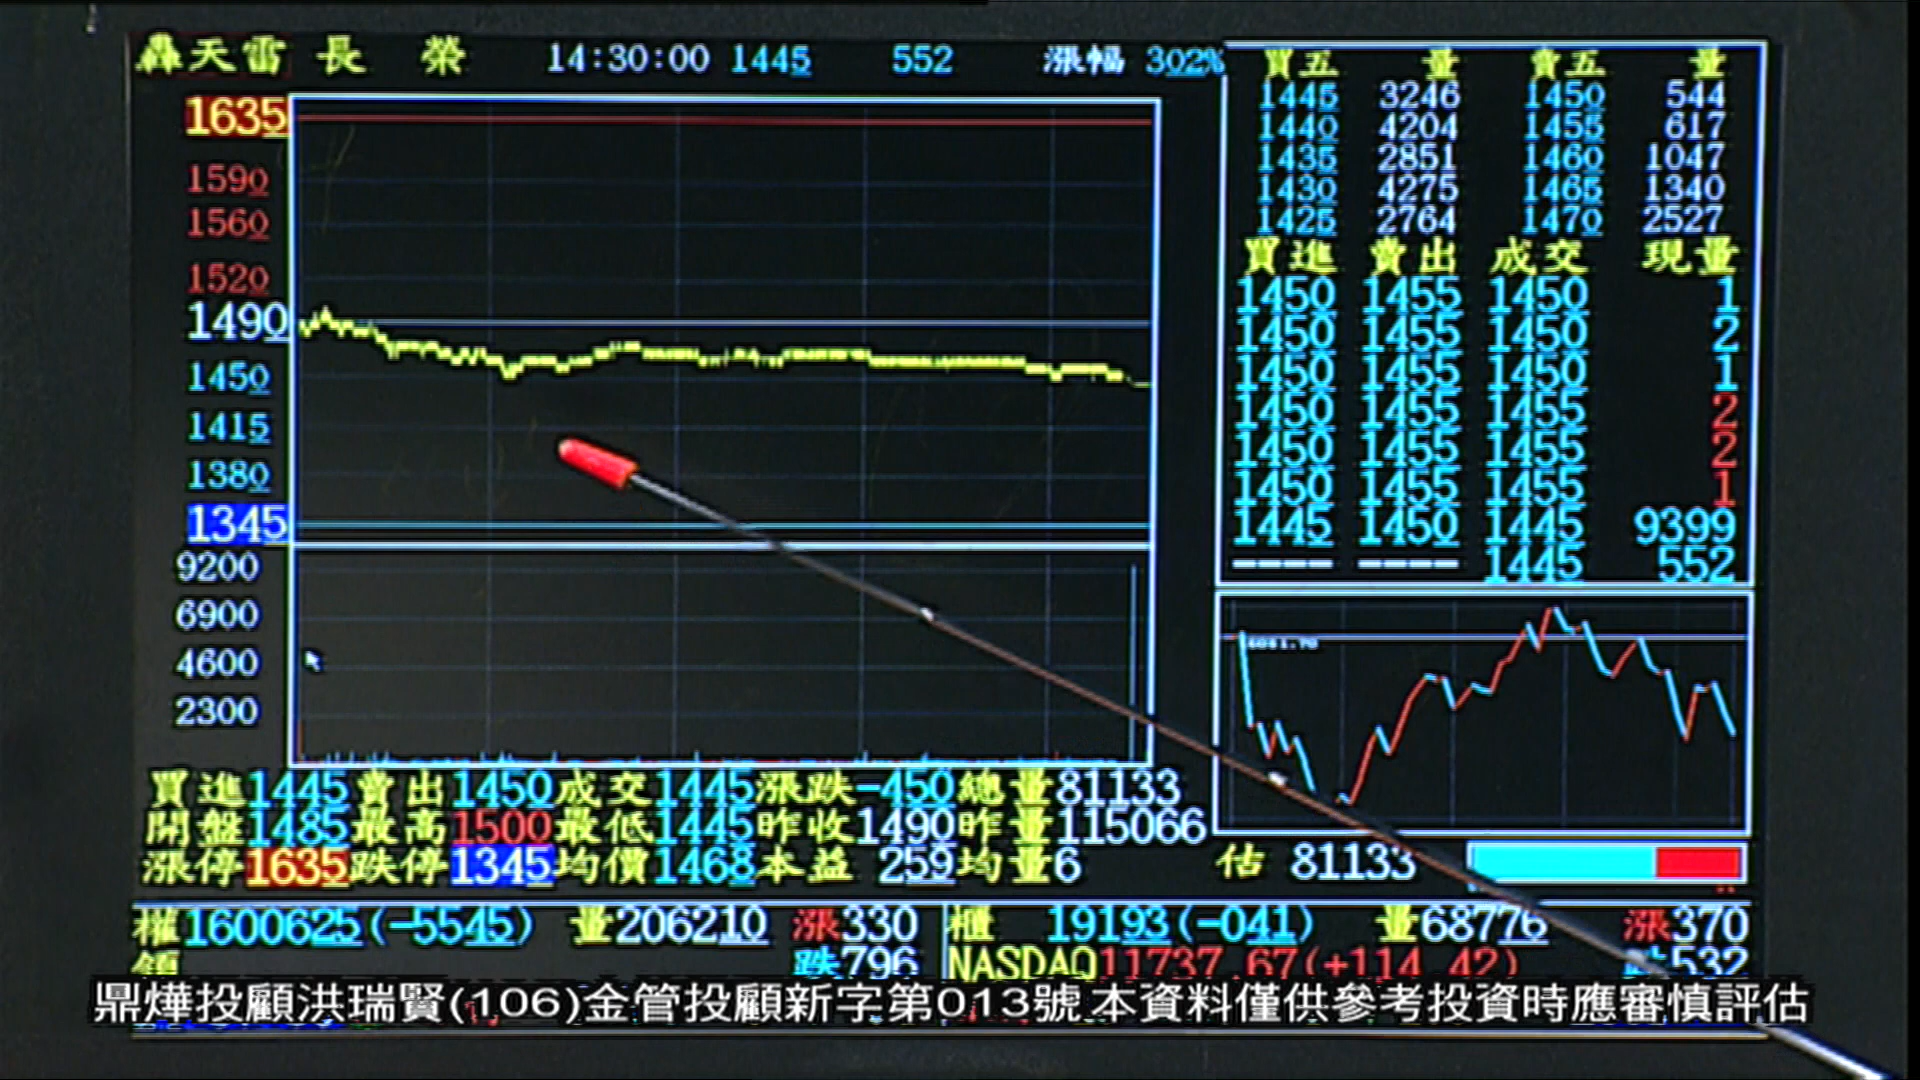 轟天雷 長 榮 14:30:00 1445 552 漲幅 302%
1635
1590
1560
1520
1490
1450
1415
1380
1345
9200
6900
4600
2300
買五 量 賣五 量
1445 3246 1450 544
1440 4204 1455 617
1435 2851 1460 1047
1430 4275 1465 1340
1425 2764 1470 2527
買進 賣出 成交 現量
1450 1455 1450 1
1450 1455 1450 2
1450 1455 1450 1
1450 1455 1455 2
1450 1455 1455 2
1450 1455 1455 1
1445 1450 1445 9399
---- ---- 1445 552
買進1445賣出1450成交1445漲跌-450總量81133
開盤1485最高1500最低1445昨收1490昨量115066
漲停1635跌停1345均價1468本益 259均量6
估 81133
權1600625(-5545) 量206210 漲330
跌796
櫃 19193(-041) 量68776 漲370
NASDAQ11737.67(+114.42) 跌532
鼎燁投顧洪瑞賢(106)金管投顧新字第013號 本資料僅供參考投資時應審慎評估